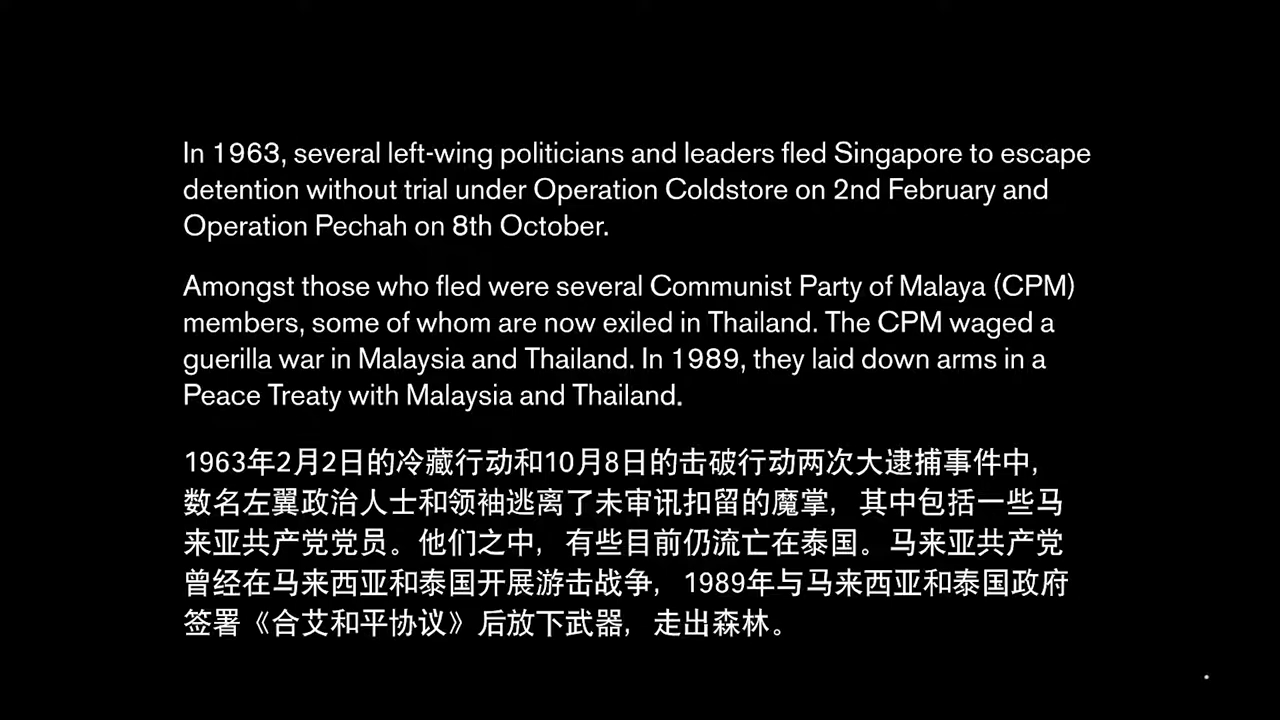 In 1963, several left-wing politicians and leaders fled Singapore to escape
detention without trial under Operation Coldstore on 2nd February and
Operation Pechah on 8th October.
Amongst those who fled were several Communist Party of Malaya (CPM)
members, some of whom are now exiled in Thailand. The CPM waged a
guerilla war in Malaysia and Thailand. In 1989, they laid down arms in a
Peace Treaty with Malaysia and Thailand.
1963年2月2日的冷藏行动和10月8日的击破行动两次大逮捕事件中,
数名左翼政治人士和领袖逃离了未审讯扣留的魔掌，其中包括一些马
来亚共产党党员。他们之中，有些目前仍流亡在泰国。马来亚共产党
曾经在马来西亚和泰国开展游击战争，1989年与马来西亚和泰国政府
签署《合艾和平协议》后放下武器，走出森林。